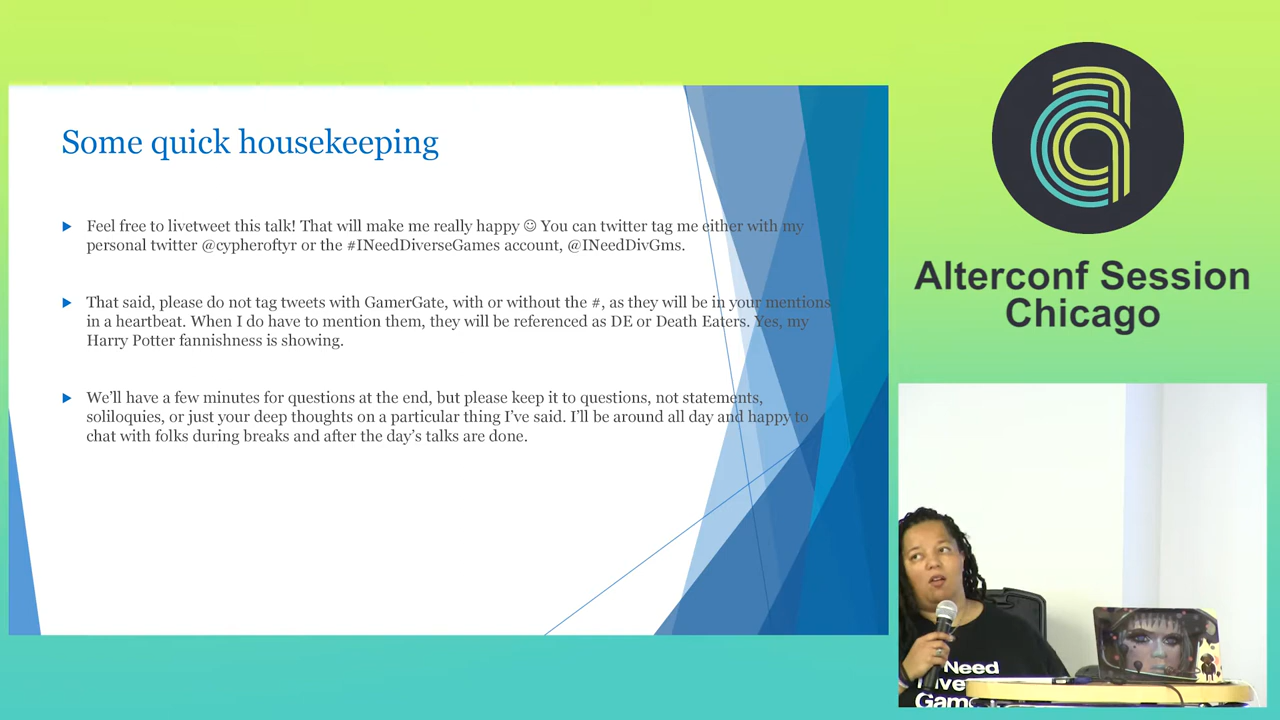 Some quick housekeeping
Feel free to livetweet this talk! That will make me really happy ☺ You can twitter tag me either with my
personal twitter @cypheroftyr or the #INeedDiverseGames account, @INeedDivGms.
That said, please do not tag tweets with GamerGate, with or without the #, as they will be in your mentions
in a heartbeat. When I do have to mention them, they will be referenced as DE or Death Eaters. Yes, my
Harry Potter fannishness is showing.
We'll have a few minutes for questions at the end, but please keep it to questions, not statements,
soliloquies, or just your deep thoughts on a particular thing I've said. I'll be around all day and happy to
chat with folks during breaks and after the day's talks are done.
Alterconf Session
Chicago
Need